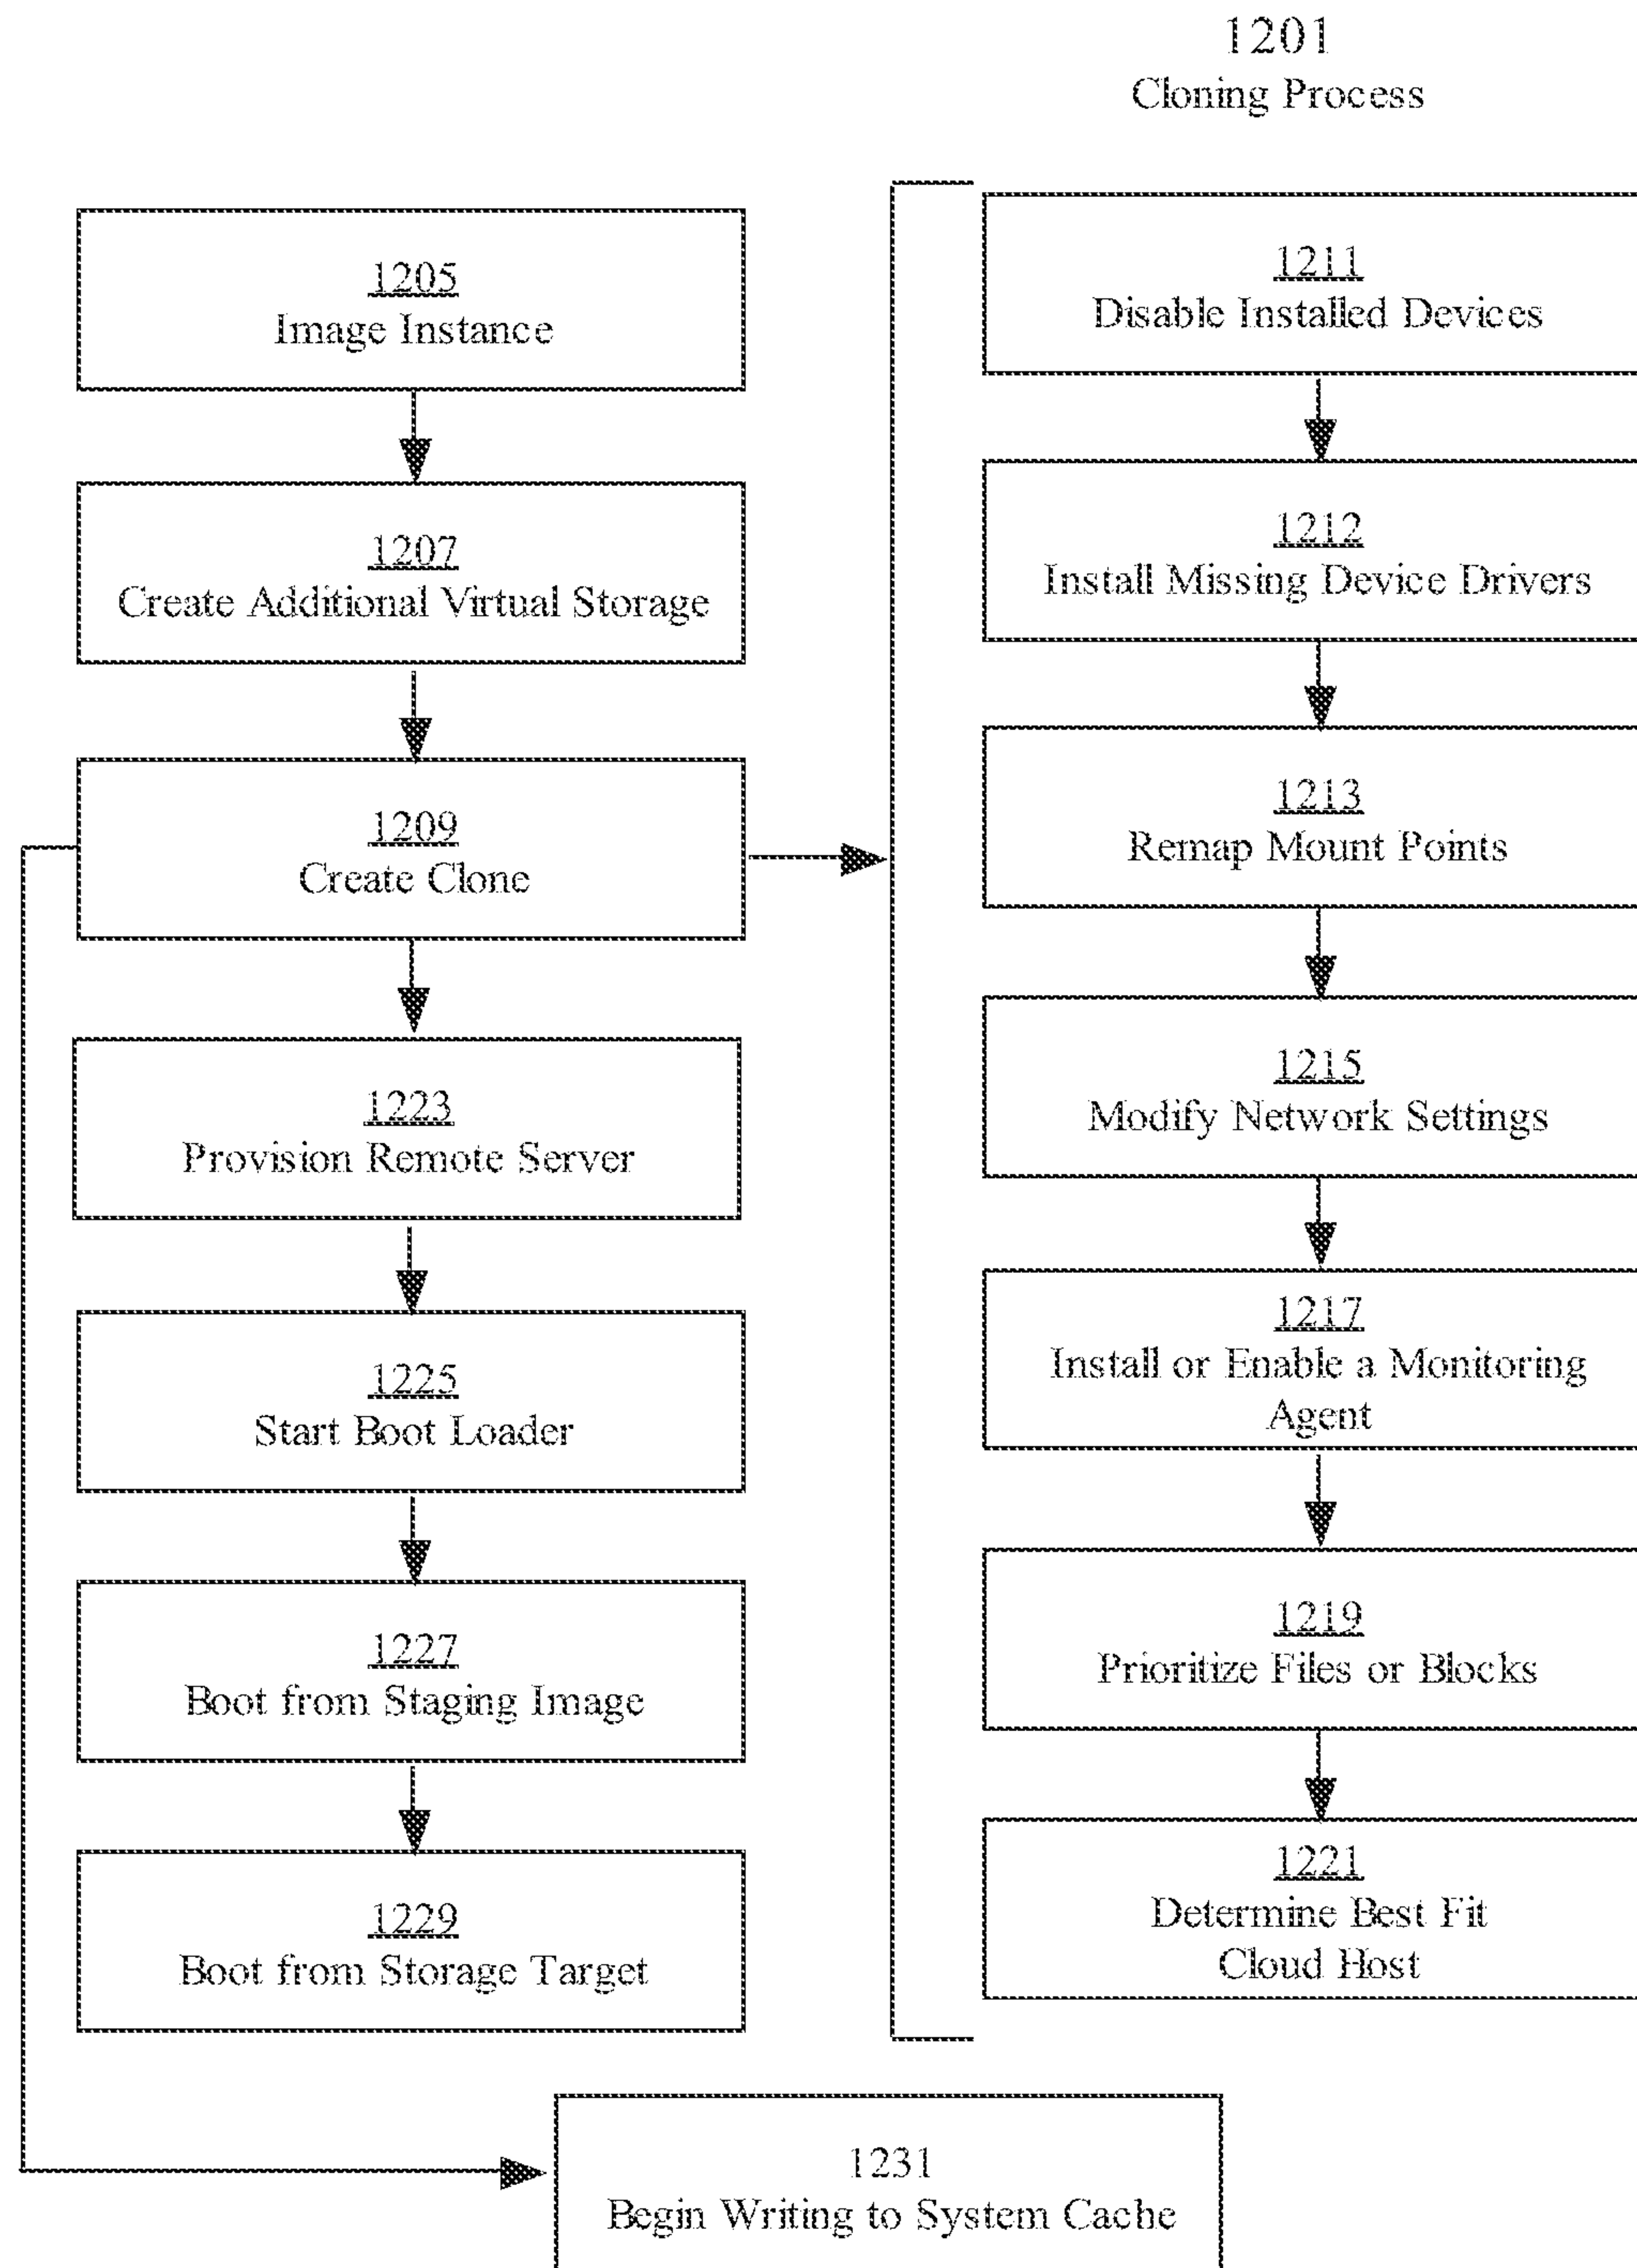 1201
Cloning Process
1205
Image Instance
1207
Create Additional Virtual Storage
1209
Create Clone
1223
Provision Remote Server
1225
Start Boot Loader
1227
Boot from Staging Image
1229
Boot from Storage Target
1211
Disable Installed Devices
1212
Install Missing Device Drivers
1213
Remap Mount Points
1215
Modify Network Settings
1217
Install or Enable a Monitoring
Agent
1219
Prioritize Files or Blocks
1221
Determine Best Fit
Cloud Host
1231
Begin Writing to System Cache